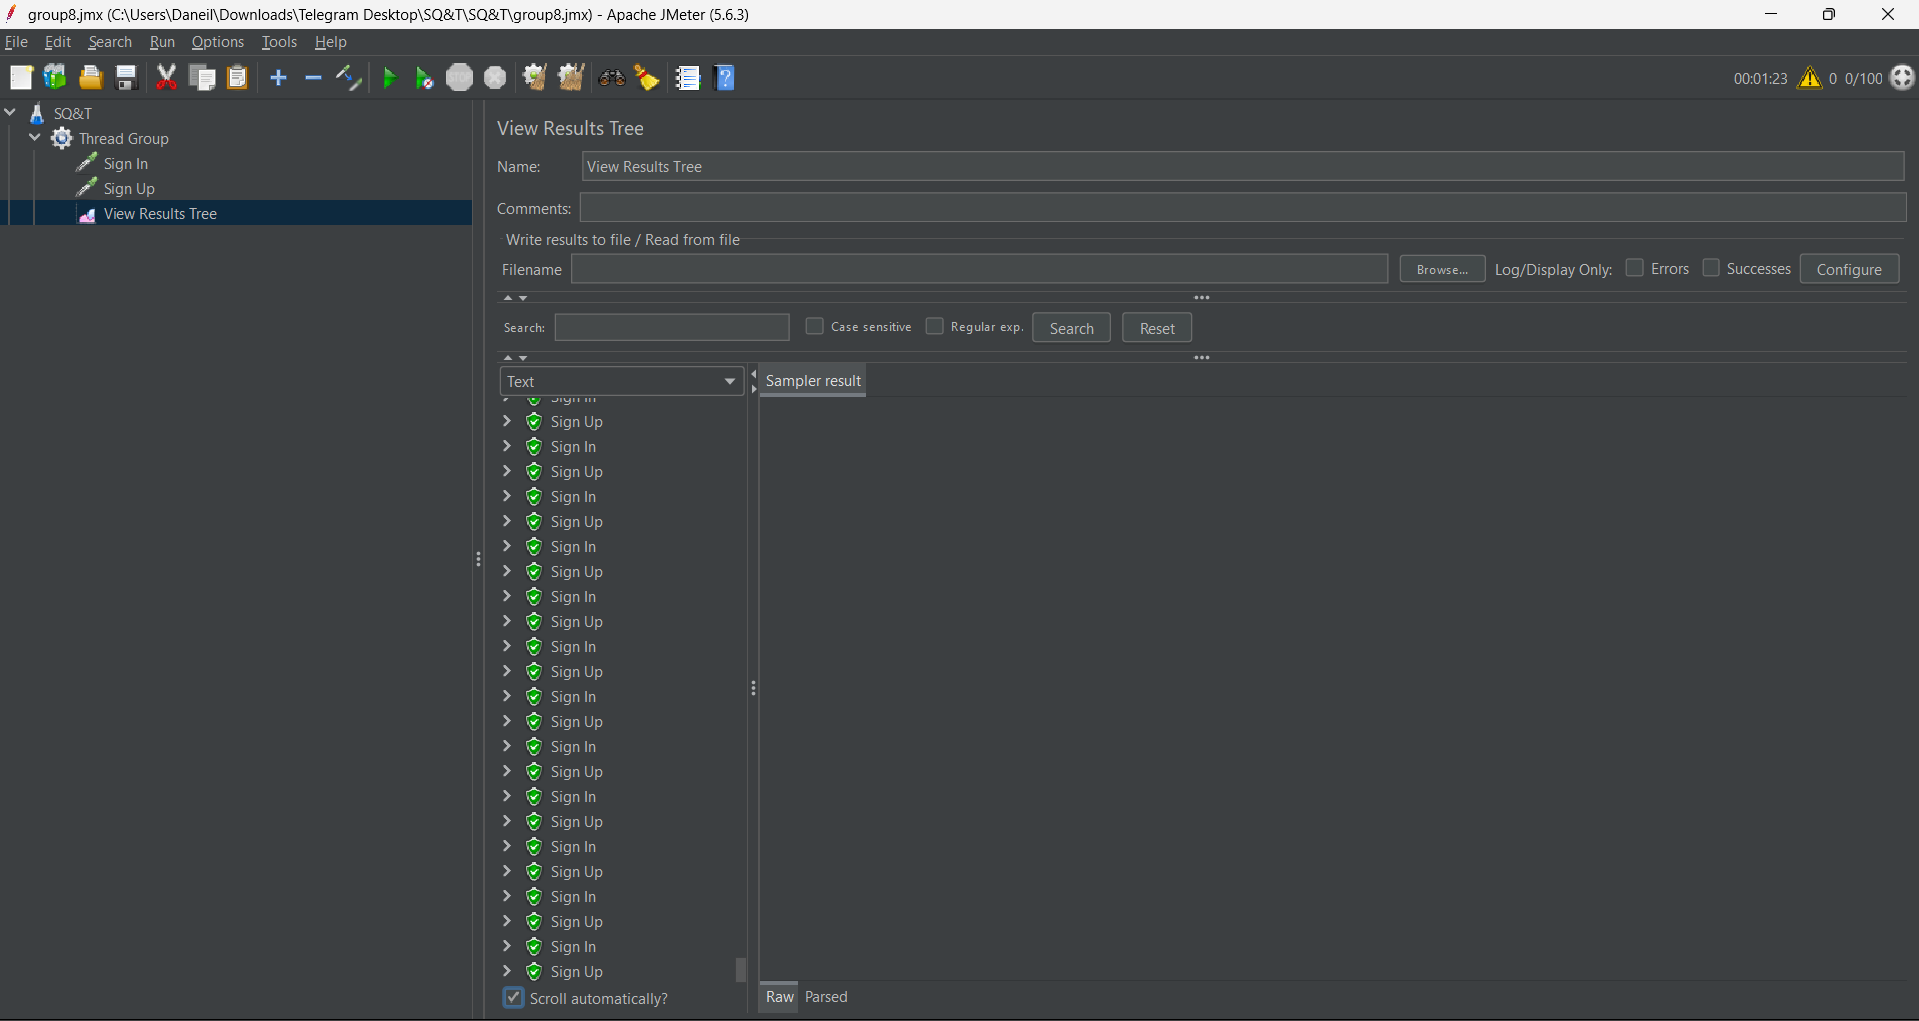 group8.jmx (C:\Users\Daneil\Downloads\Telegram Desktop\SQ&T\SQ&T\group8.jmx) - Apache JMeter (5.6.3)
File Edit Search Run Options Tools Help
STOP
00:01:23 0 0/100
SQ&T
Thread Group
Sign In
Sign Up
View Results Tree
View Results Tree
Name: View Results Tree
Comments:
Write results to file / Read from file
Filename Browse... Log/Display Only: Errors Successes Configure
Search: Case sensitive Regular exp. Search Reset
Text
Sampler result
Sign In
Sign Up
Sign In
Sign Up
Sign In
Sign Up
Sign In
Sign Up
Sign In
Sign Up
Sign In
Sign Up
Sign In
Sign Up
Sign In
Sign Up
Sign In
Sign Up
Sign In
Sign Up
Sign In
Sign Up
Sign In
Sign Up
Scroll automatically?
Raw Parsed